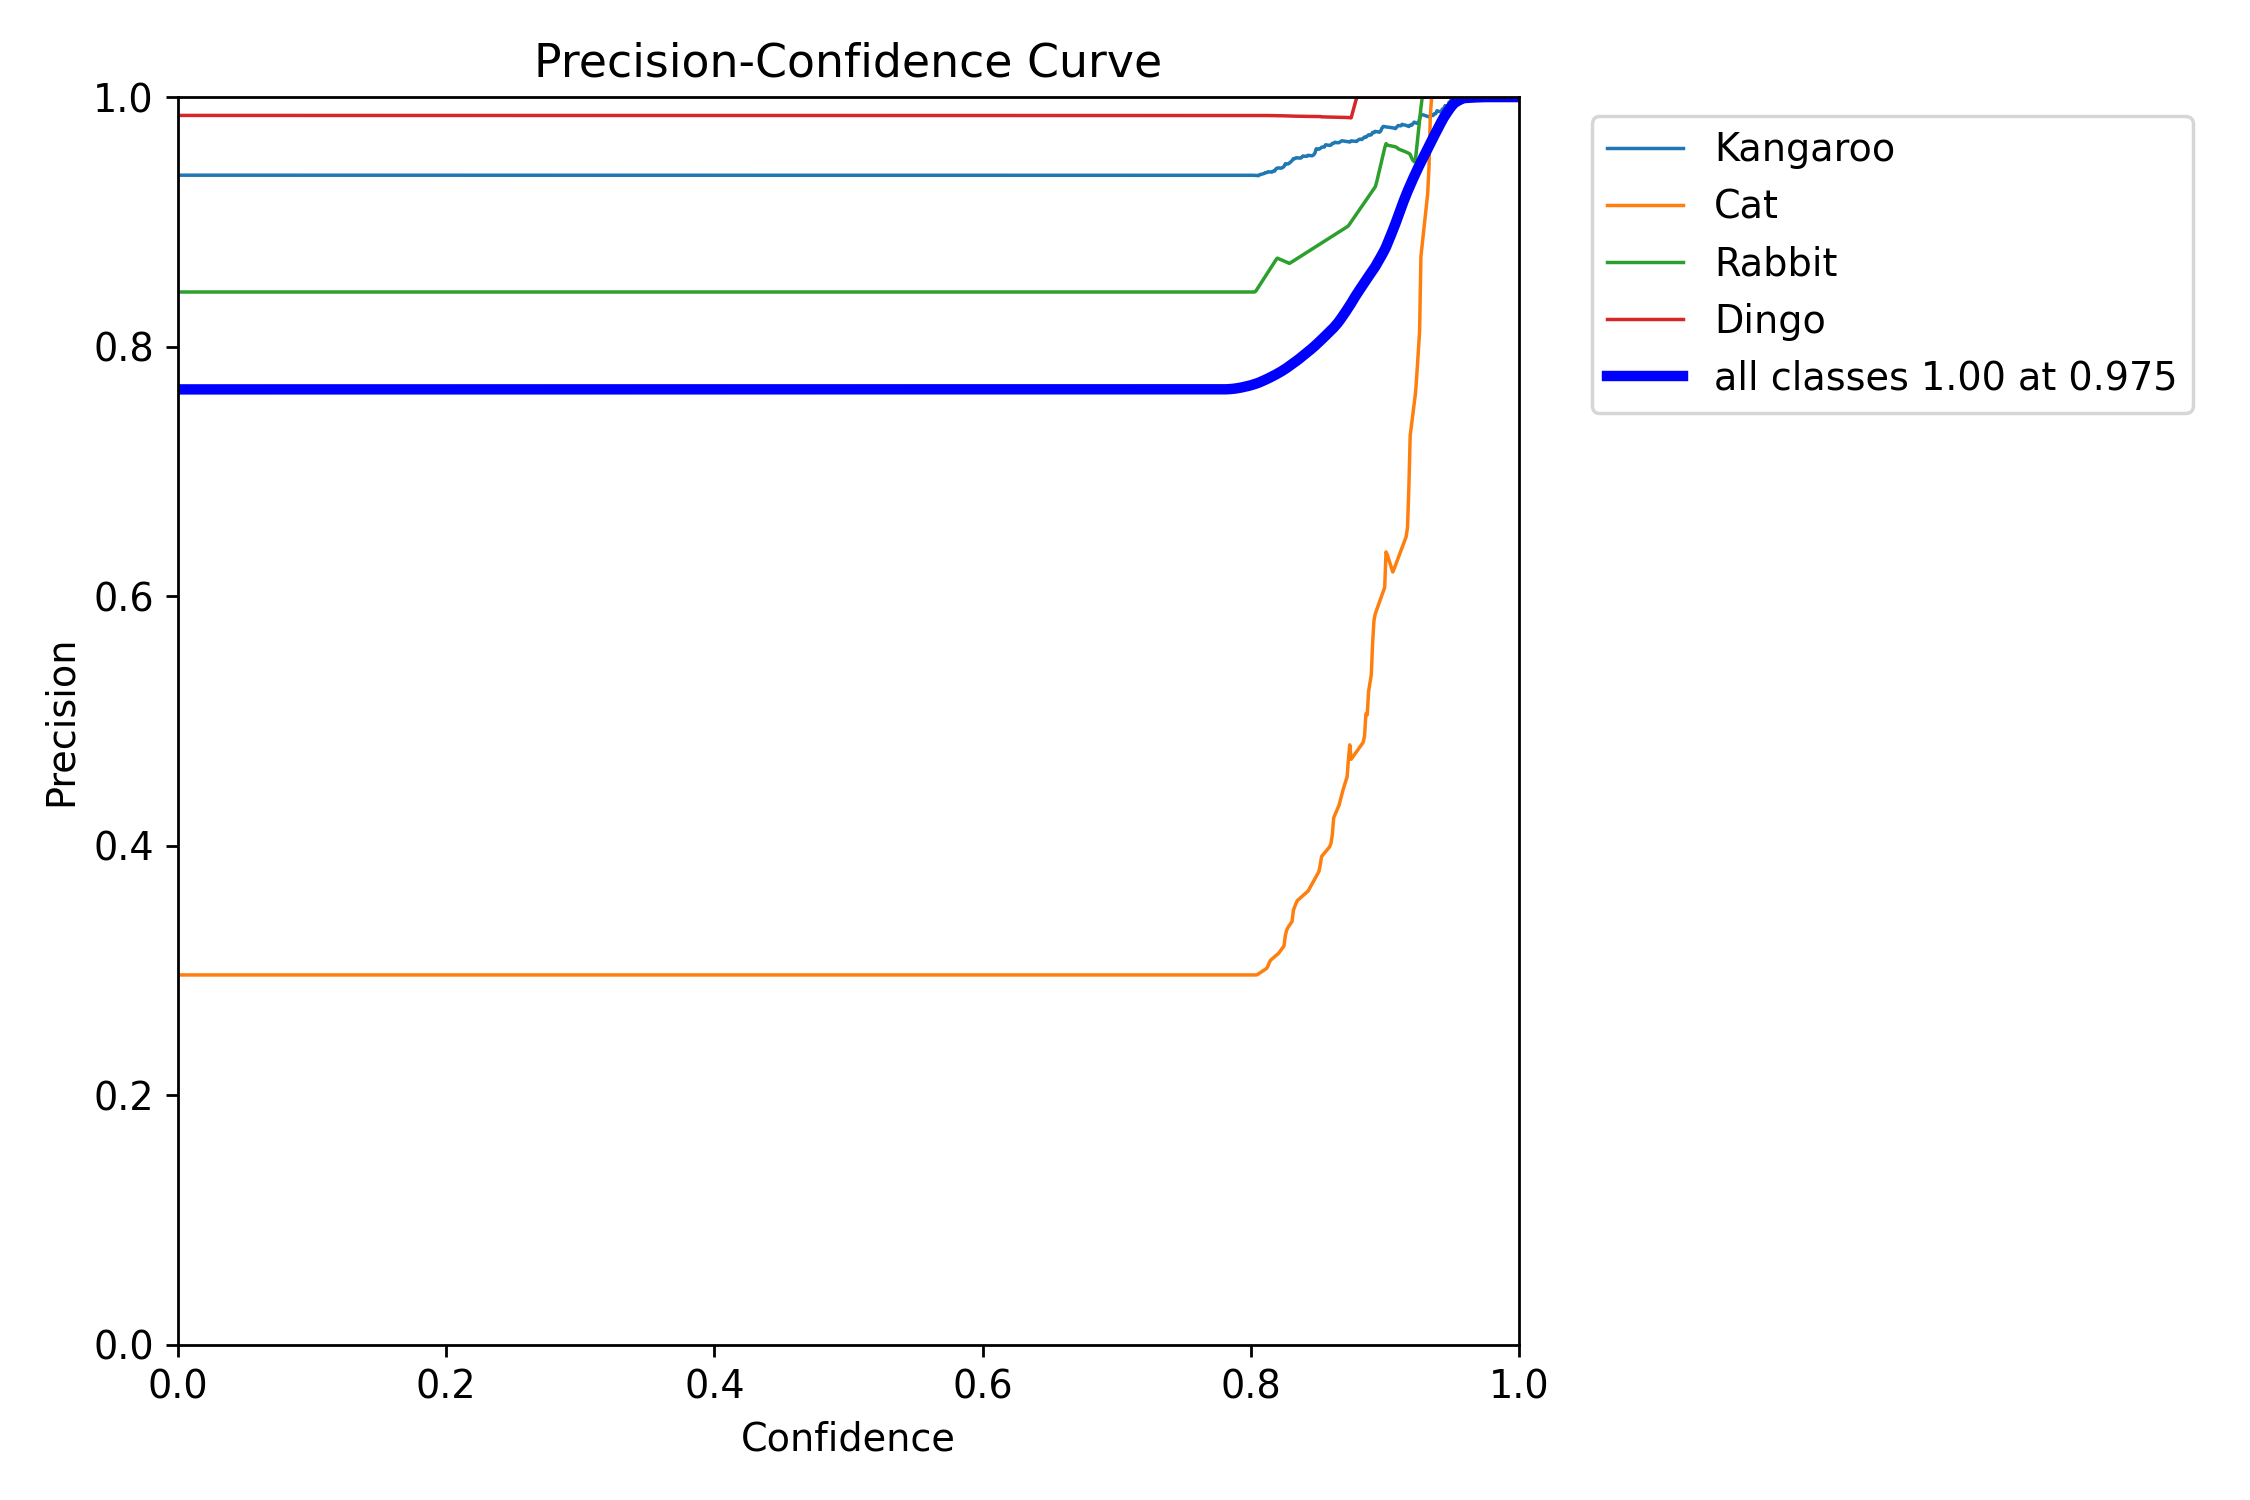 Precision-Confidence Curve
1.0
0.8
0.6
0.4
0.2
0.0
Precision
0.0 0.2 0.4 0.6 0.8 1.0
Confidence
Kangaroo
Cat
Rabbit
Dingo
all classes 1.00 at 0.975